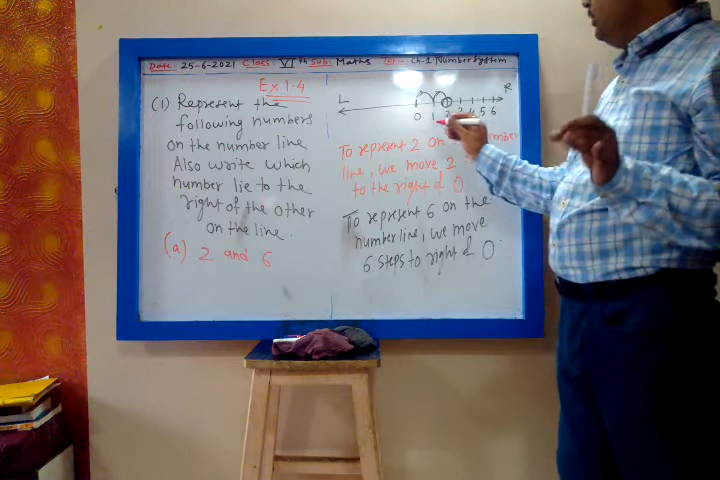 Date: 25-6-2021 Class: VIth Sub: Maths Ch-1 Number System
Ex 1.4
(1) Represent the
following numbers
on the number line
Also write which
number lie to the
right of the other
on the line.
(a) 2 and 6
L R
0 1 2 3 4 5 6
To represent 2 on number
line, we move 2
to the right of 0
To represent 6 on the
number line, we move
6 steps to right of 0.